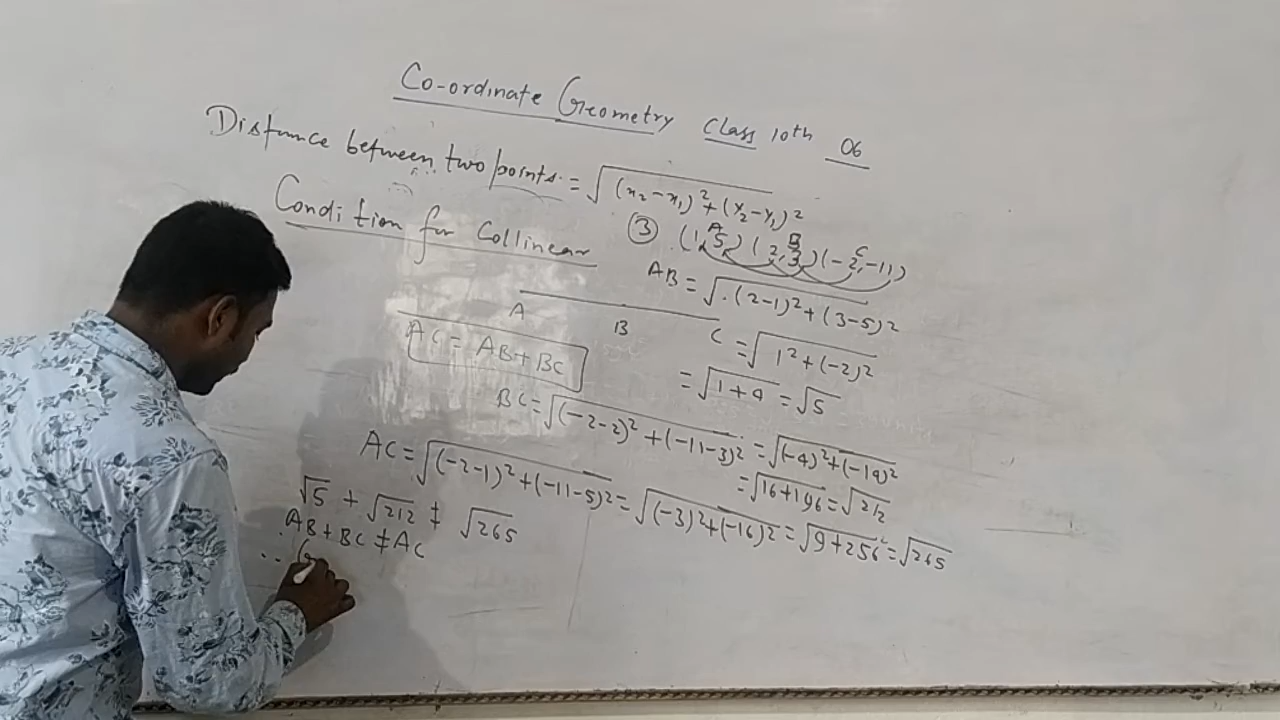 Co-ordinate Geometry Class 10th 06
Distance between two points = √(x₂-x₁)²+(y₂-y₁)²
Condition for Collinear
③ . (1, 5) (2, 3) (-2, -11)
A B C
AB = √.(2-1)²+(3-5)²
A B C
= √1²+(-2)²
AC = AB+BC
= √1+4 = √5
BC = √(-2-2)²+(-11-3)² = √(-4)²+(-14)²
= √16+196 = √212
AC = √(-2-1)²+(-11-5)² = √(-3)²+(-16)² = √9+256 = √265
√5 + √212 ≠ √265
AB+BC ≠ AC
∴